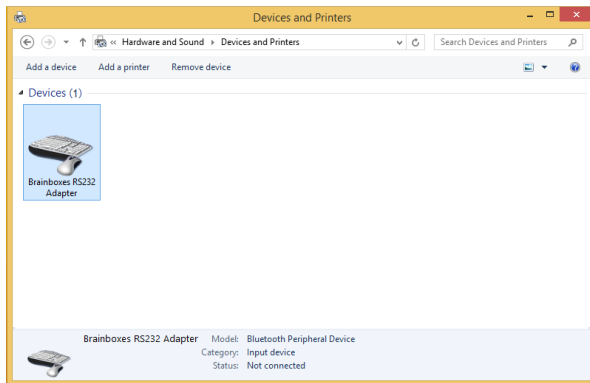 Devices and Printers
« Hardware and Sound Devices and Printers
Search Devices and Printers
Add a device Add a printer Remove device
Devices (1)
Brainboxes RS232
Adapter
Brainboxes RS232 Adapter Model: Bluetooth Peripheral Device
Category: Input device
Status: Not connected